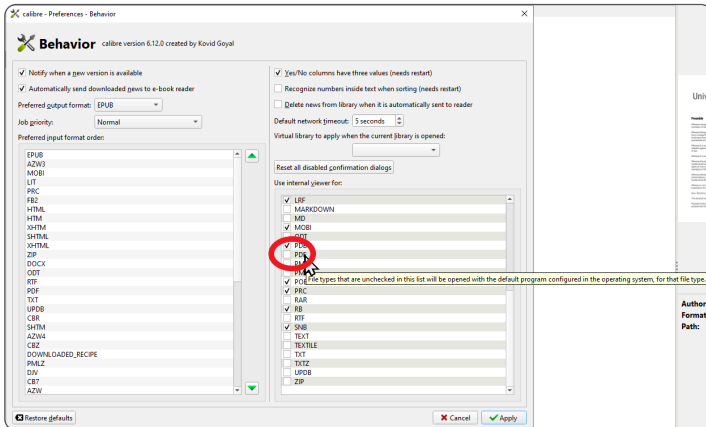 calibre - Preferences - Behavior
Behavior calibre version 6.12.0 created by Kovid Goyal
Notify when a new version is available
Automatically send downloaded news to e-book reader
Preferred output format: EPUB
Job priority: Normal
Preferred input format order:
EPUB
AZW3
MOBI
LIT
PRC
FB2
HTML
HTM
XHTM
SHTML
XHTML
ZIP
DOCX
ODT
RTF
PDF
TXT
UPDB
CBR
SHTM
AZW4
CBZ
DOWNLOADED_RECIPE
PMLZ
DJV
CB7
AZW
Yes/No columns have three values (needs restart)
Recognize numbers inside text when sorting (needs restart)
Delete news from library when it is automatically sent to reader
Default network timeout: 5 seconds
Virtual library to apply when the current library is opened:
Reset all disabled confirmation dialogs
Use internal viewer for:
LRF
MARKDOWN
MD
MOBI
ODT
PDB
PDF
POB
PRC
RAR
RB
RTF
SNB
TEXT
TEXTILE
TXT
TXTZ
UPDB
ZIP
File types that are unchecked in this list will be opened with the default program configured in the operating system, for that file type.
Restore defaults
Cancel
Apply
Univ
Author
Format
Path: